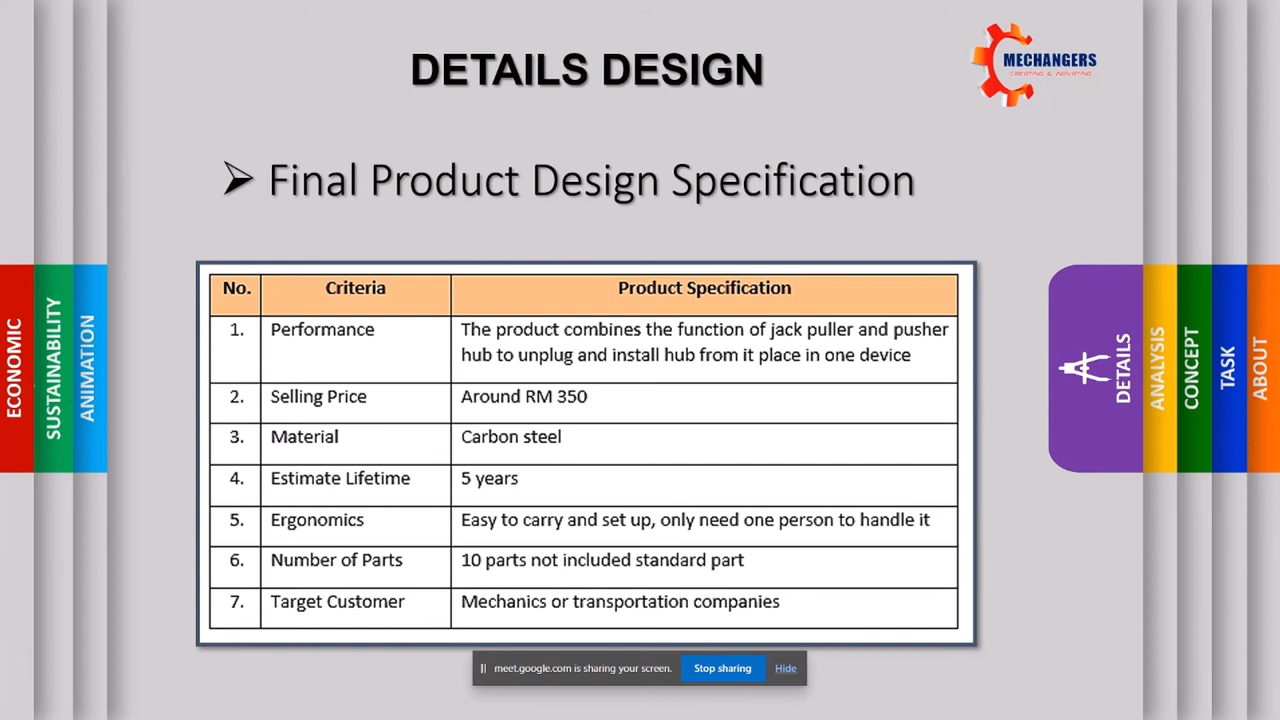 DETAILS DESIGN
MECHANGERS
CREATING & INOVATING
➢ Final Product Design Specification
No. Criteria Product Specification
1. Performance The product combines the function of jack puller and pusher
hub to unplug and install hub from it place in one device
2. Selling Price Around RM 350
3. Material Carbon steel
4. Estimate Lifetime 5 years
5. Ergonomics Easy to carry and set up, only need one person to handle it
6. Number of Parts 10 parts not included standard part
7. Target Customer Mechanics or transportation companies
ECONOMIC
SUSTAINABILITY
ANIMATION
DETAILS
ANALYSIS
CONCEPT
TASK
ABOUT
meet.google.com is sharing your screen. Stop sharing Hide